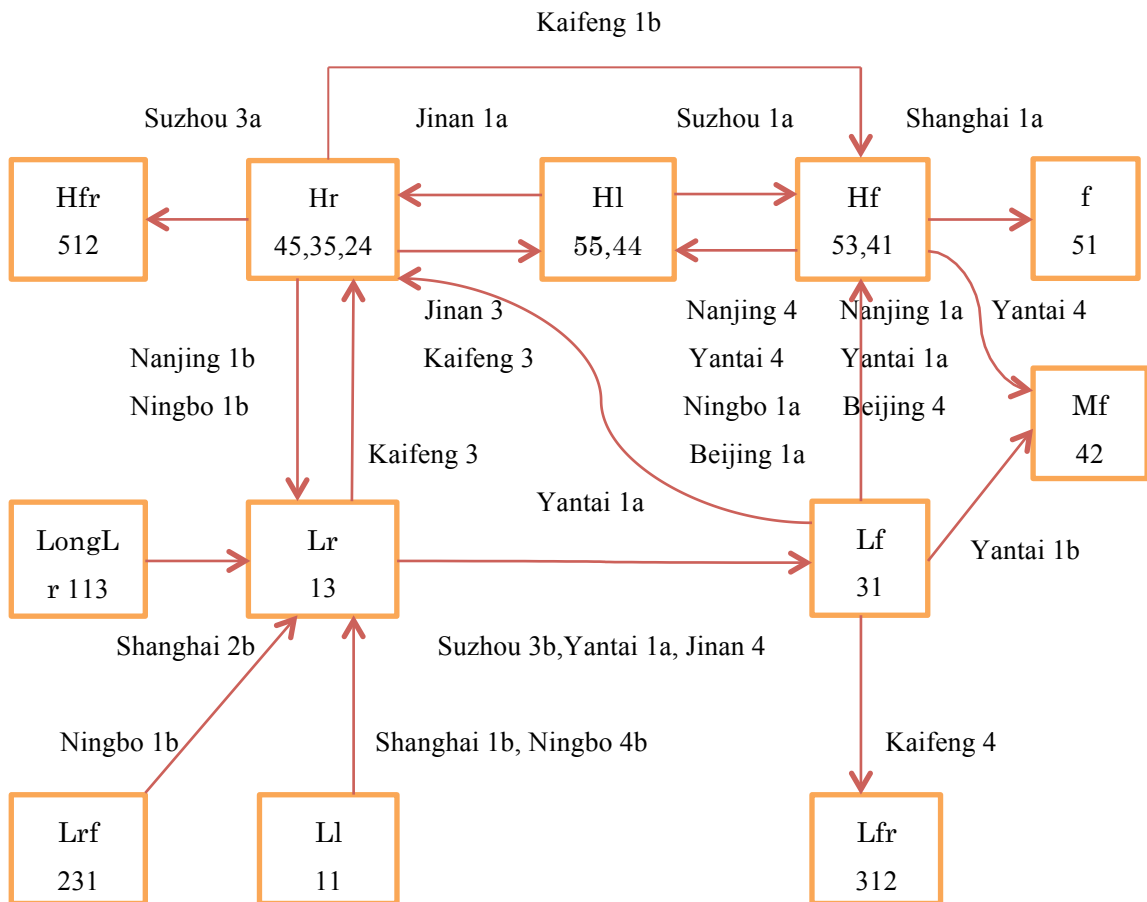 Kaifeng 1b
Suzhou 3a
Jinan 1a
Suzhou 1a
Shanghai 1a
Hfr
512
Hr
45,35,24
Hl
55,44
Hf
53,41
f
51
Jinan 3
Kaifeng 3
Nanjing 4
Yantai 4
Ningbo 1a
Beijing 1a
Nanjing 1a
Yantai 1a
Beijing 4
Yantai 4
Nanjing 1b
Ningbo 1b
Mf
42
Kaifeng 3
Yantai 1a
LongL
r 113
Lr
13
Lf
31
Yantai 1b
Shanghai 2b
Suzhou 3b,Yantai 1a, Jinan 4
Ningbo 1b
Shanghai 1b, Ningbo 4b
Kaifeng 4
Lrf
231
Ll
11
Lfr
312